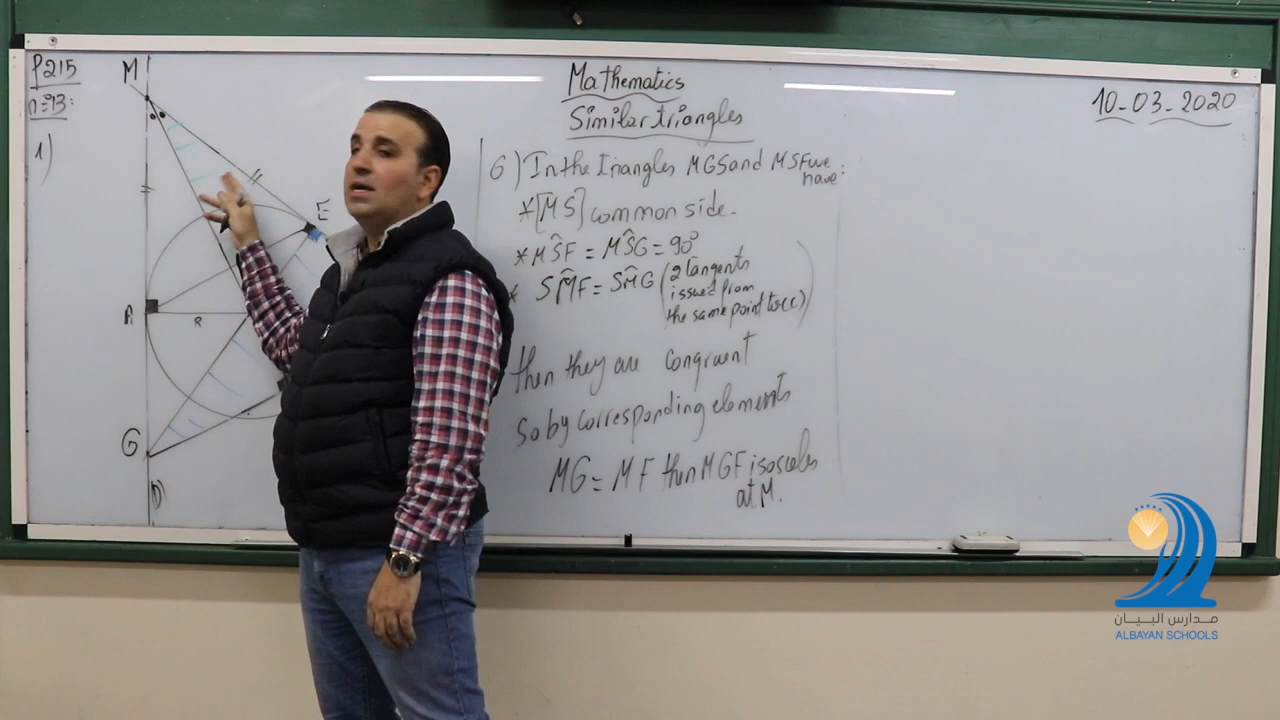 P215
n=13:
1)
M
E
A
R
G
D
Mathematics
Similar triangles
10-03-2020
6) In the triangles MGS and MSF we have:
* [MS] common side.
* MŜF = MŜG = 90°
* SM̂F = SM̂G (2 tangents
issued from
the same point to (C))
then they are congruent
So by corresponding elements
MG = MF then MGF isosceles
at M.
مدارس البيان
ALBAYAN SCHOOLS